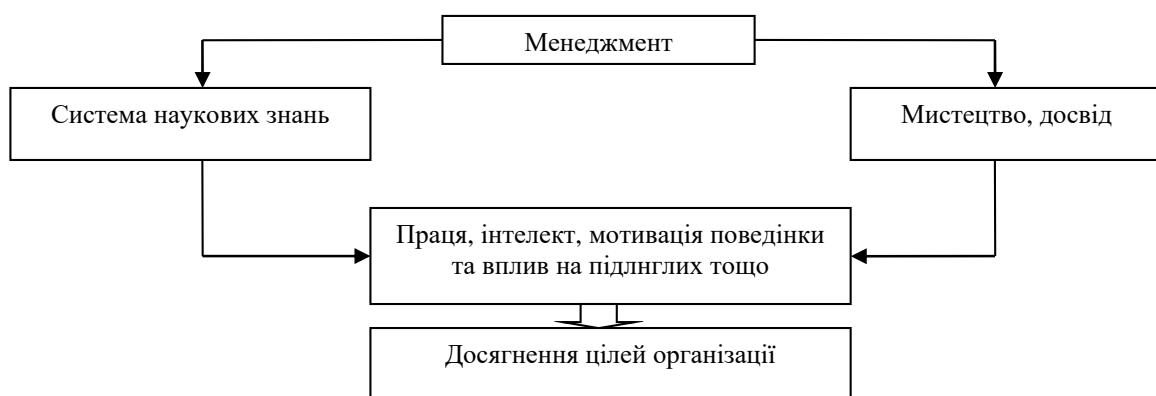 Менеджмент
Система наукових знань
Мистецтво, досвід
Праця, інтелект, мотивація поведінки
та вплив на підлнглих тощо
Досягнення цілей організації